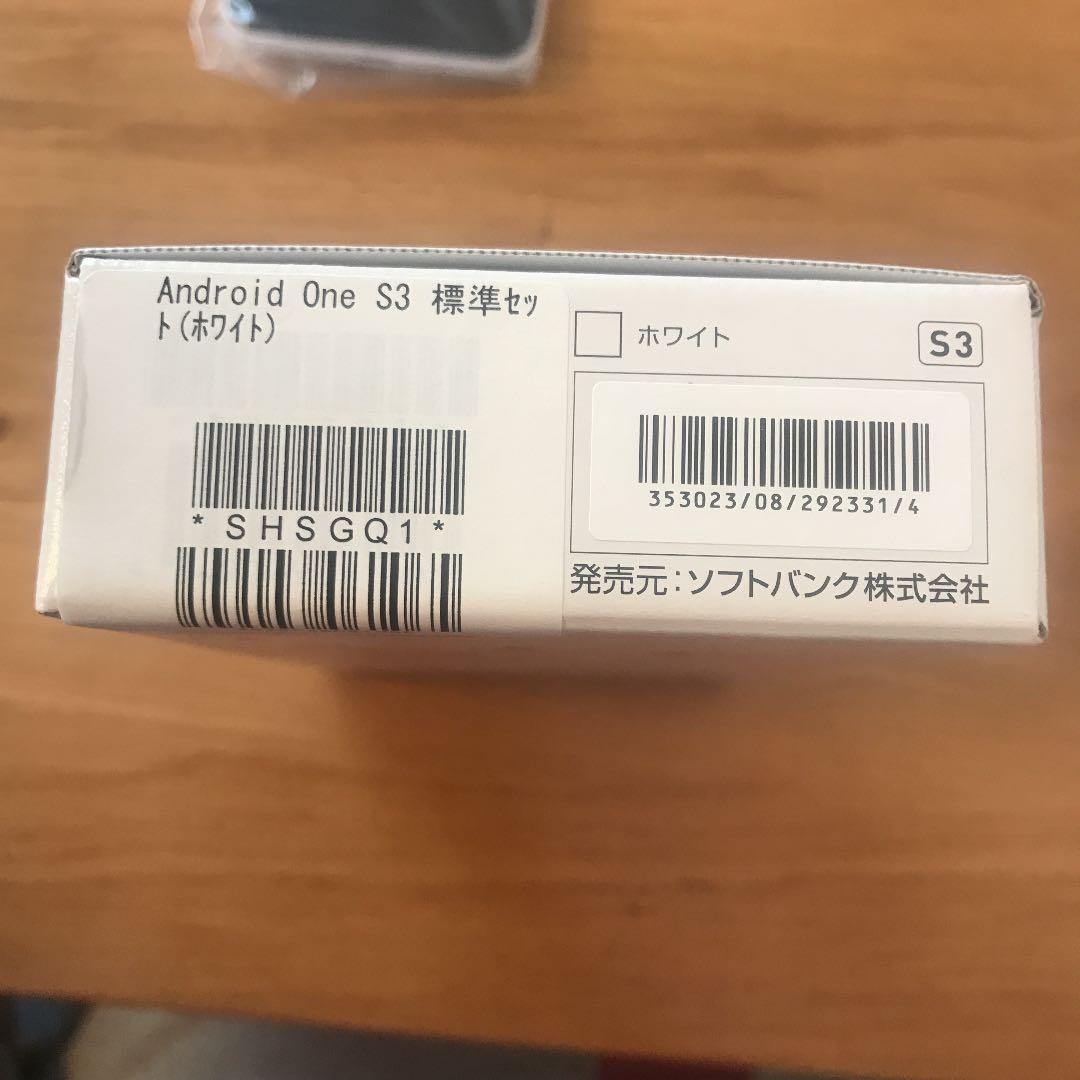 Android One S3 標準ｾｯ
ﾄ(ﾎﾜｲﾄ)
*SHSGQ1*
ホワイト
S3
353023/08/292331/4
発売元：ソフトバンク株式会社